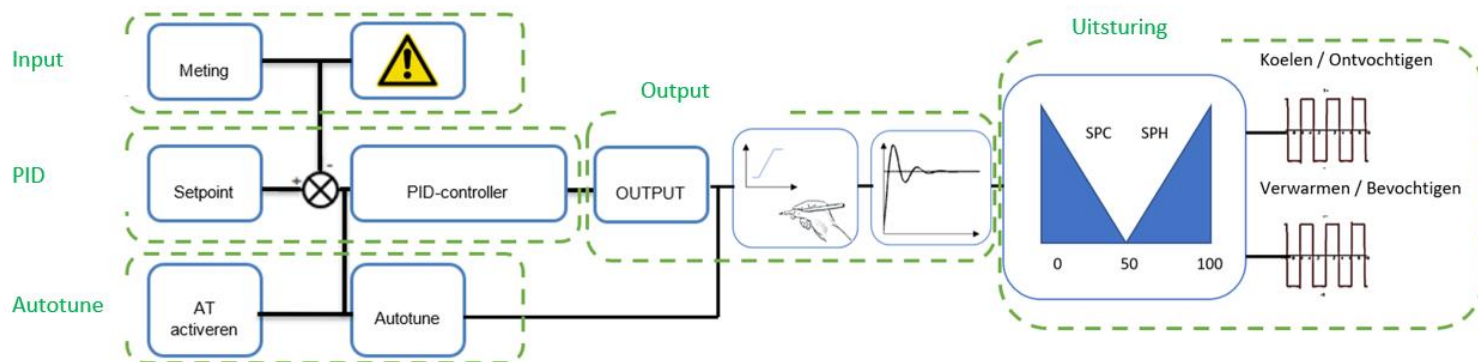 Input
Meting
Output
Uitsturing
Koelen / Ontvochtigen
PID
Setpoint
+
-
PID-controller
OUTPUT
SPC
SPH
0
50
100
Verwarmen / Bevochtigen
Autotune
AT
activeren
Autotune